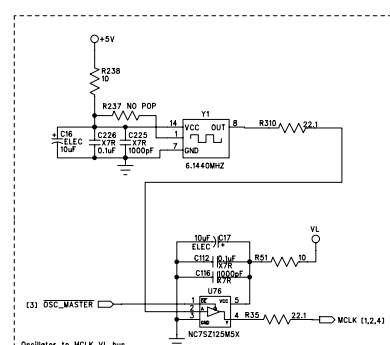 +5V
R238
10
R237 NO POP
C16
ELEC
10uF
C226
X7R
0.1uF
C225
X7R
1000pF
14
1
7
VCC OUT
GND
Y1
8
6.1440MHZ
R310
22.1
10uF C17
ELEC
C112 0.1uF
X7R
C116 1000pF
X7R
R51
10
VL
U76
[3] OSC_MASTER
1 OE VCC 5
2 A
3 GND Y 4
NC7SZ125M5X
R35
22.1
MCLK [1,2,4]
Oscillator to MCLK VL bus